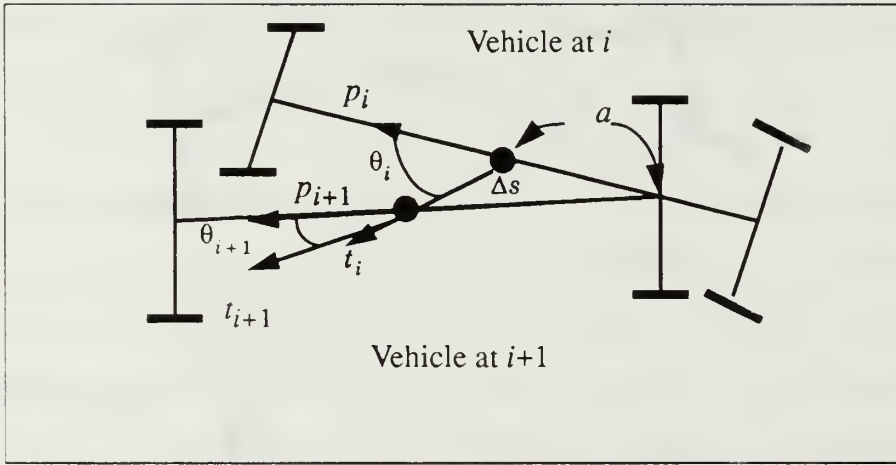 Vehicle at i
p_i
a
θ_i
Δs
p_{i+1}
θ_{i+1}
t_i
t_{i+1}
Vehicle at i+1